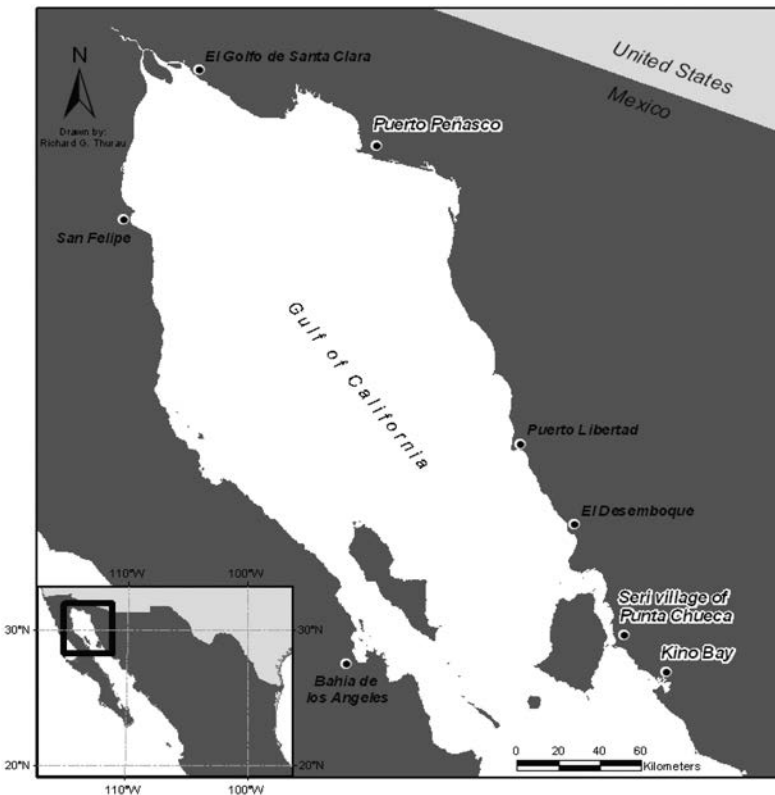 El Golfo de Santa Clara
United States
Mexico
N
Drawn by:
Richard G. Thurau
Puerto Peñasco
San Felipe
Gulf of California
Puerto Libertad
El Desemboque
Seri village of
Punta Chueca
Kino Bay
Bahia de
los Angeles
110°W
100°W
30°N
30°N
20°N
20°N
110°W
100°W
0 20 40 60
Kilometers